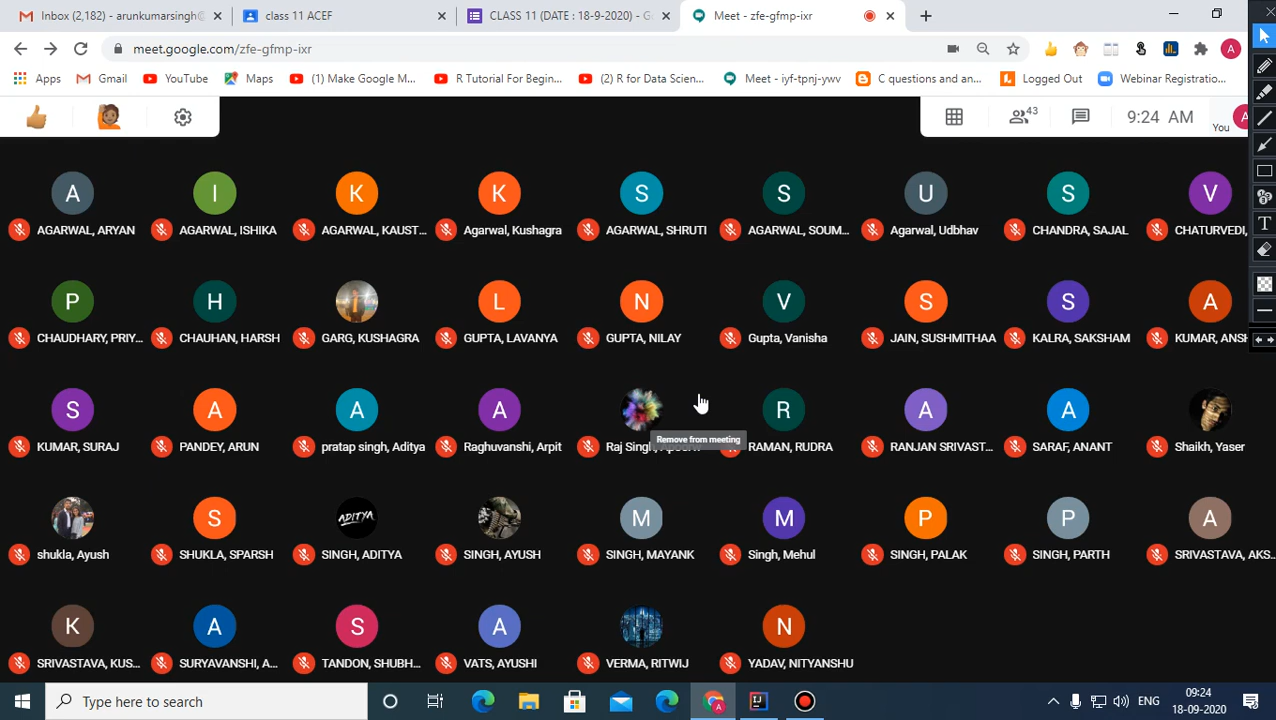 Inbox (2,182) - arunkumarsingh@ class 11 ACEF CLASS 11 (DATE : 18-9-2020) - G Meet - zfe-gfmp-ixr
meet.google.com/zfe-gfmp-ixr A
Apps Gmail YouTube Maps (1) Make Google M... R Tutorial For Begin... (2) R for Data Scien... Meet - iyf-tpnj-ywv C questions and an... Logged Out Webinar Registratio...
43 9:24 AM You A
A I K K S S U S V
AGARWAL, ARYAN AGARWAL, ISHIKA AGARWAL, KAUST... Agarwal, Kushagra AGARWAL, SHRUTI AGARWAL, SOUM... Agarwal, Udbhav CHANDRA, SAJAL CHATURVEDI,
P H L N V S S A
CHAUDHARY, PRIY... CHAUHAN, HARSH GARG, KUSHAGRA GUPTA, LAVANYA GUPTA, NILAY Gupta, Vanisha JAIN, SUSHMITHAA KALRA, SAKSHAM KUMAR, ANSH
S A A A R A A
Remove from meeting
KUMAR, SURAJ PANDEY, ARUN pratap singh, Aditya Raghuvanshi, Arpit Raj Singh, RAMAN, RUDRA RANJAN SRIVAST... SARAF, ANANT Shaikh, Yaser
S ADITYA M M P P A
shukla, Ayush SHUKLA, SPARSH SINGH, ADITYA SINGH, AYUSH SINGH, MAYANK Singh, Mehul SINGH, PALAK SINGH, PARTH SRIVASTAVA, AKS...
K A S A N
SRIVASTAVA, KUS... SURYAVANSHI, A... TANDON, SHUBH... VATS, AYUSHI VERMA, RITWIJ YADAV, NITYANSHU
Type here to search A ENG 09:24
18-09-2020